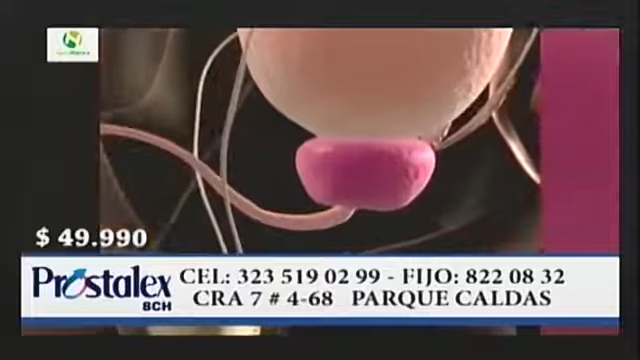 $ 49.990
Prostalex
BCH
CEL: 323 519 02 99 - FIJO: 822 08 32
CRA 7 # 4-68 PARQUE CALDAS